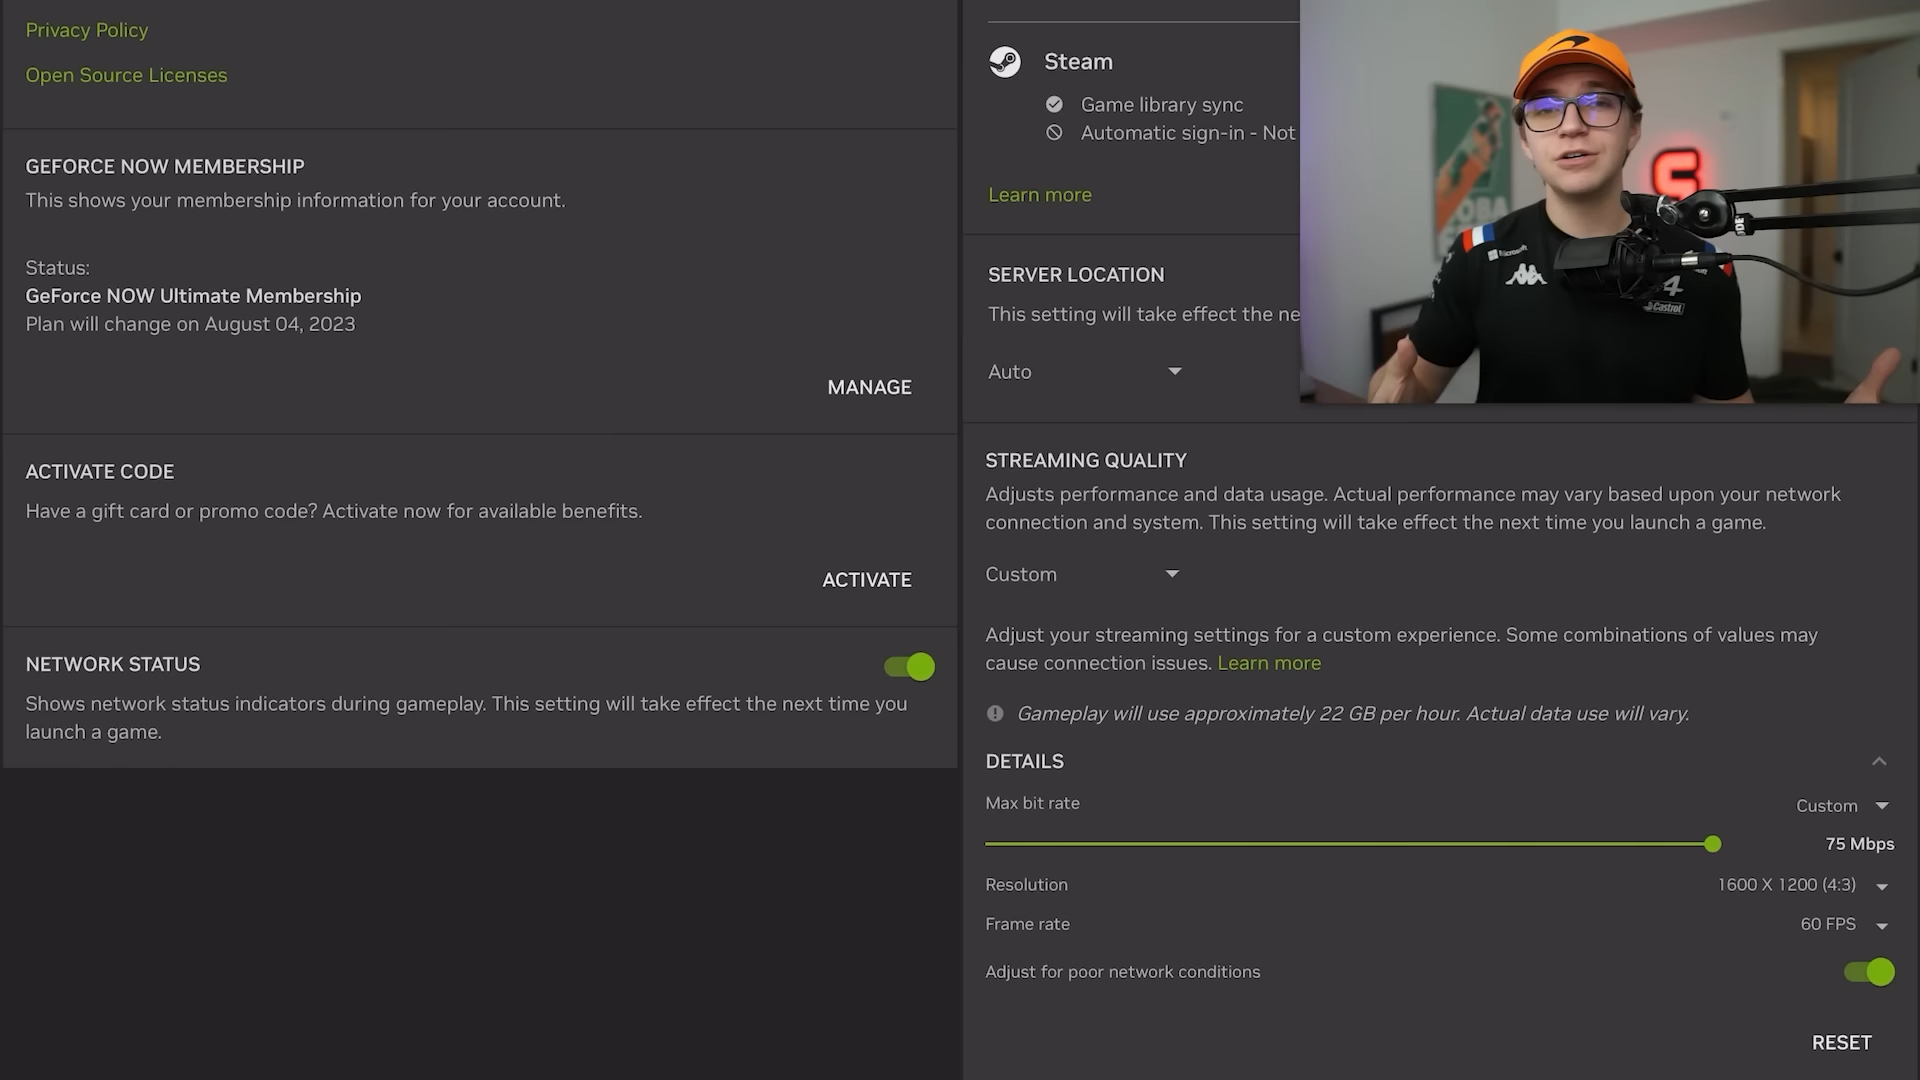 Privacy Policy
Open Source Licenses
GEFORCE NOW MEMBERSHIP
This shows your membership information for your account.
Status:
GeForce NOW Ultimate Membership
Plan will change on August 04, 2023
MANAGE
ACTIVATE CODE
Have a gift card or promo code? Activate now for available benefits.
ACTIVATE
NETWORK STATUS
Shows network status indicators during gameplay. This setting will take effect the next time you
launch a game.
Steam
Game library sync
Automatic sign-in - Not
Learn more
SERVER LOCATION
This setting will take effect the ne
Auto
STREAMING QUALITY
Adjusts performance and data usage. Actual performance may vary based upon your network
connection and system. This setting will take effect the next time you launch a game.
Custom
Adjust your streaming settings for a custom experience. Some combinations of values may
cause connection issues. Learn more
Gameplay will use approximately 22 GB per hour. Actual data use will vary.
DETAILS
Max bit rate
Custom
75 Mbps
Resolution
1600 X 1200 (4:3)
Frame rate
60 FPS
Adjust for poor network conditions
RESET
Microsoft
Castrol